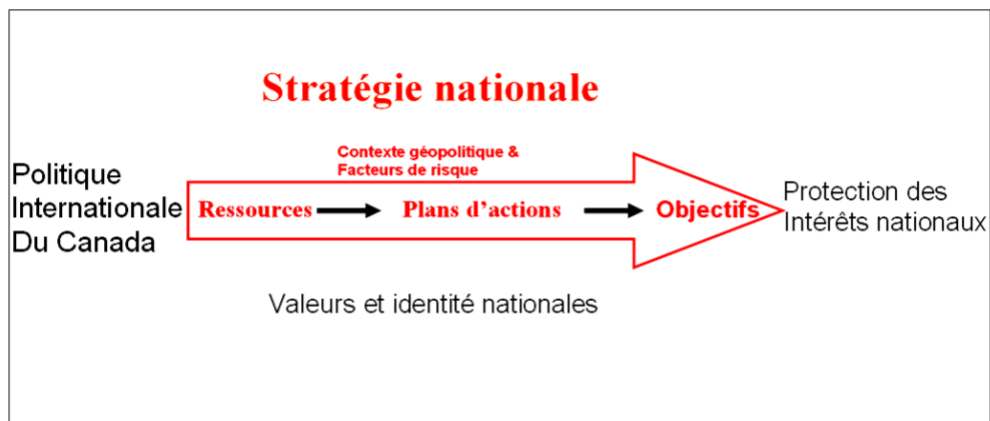 Stratégie nationale
Contexte géopolitique &
Facteurs de risque
Politique
Internationale
Du Canada
Ressources
Plans d'actions
Objectifs
Protection des
Intérêts nationaux
Valeurs et identité nationales